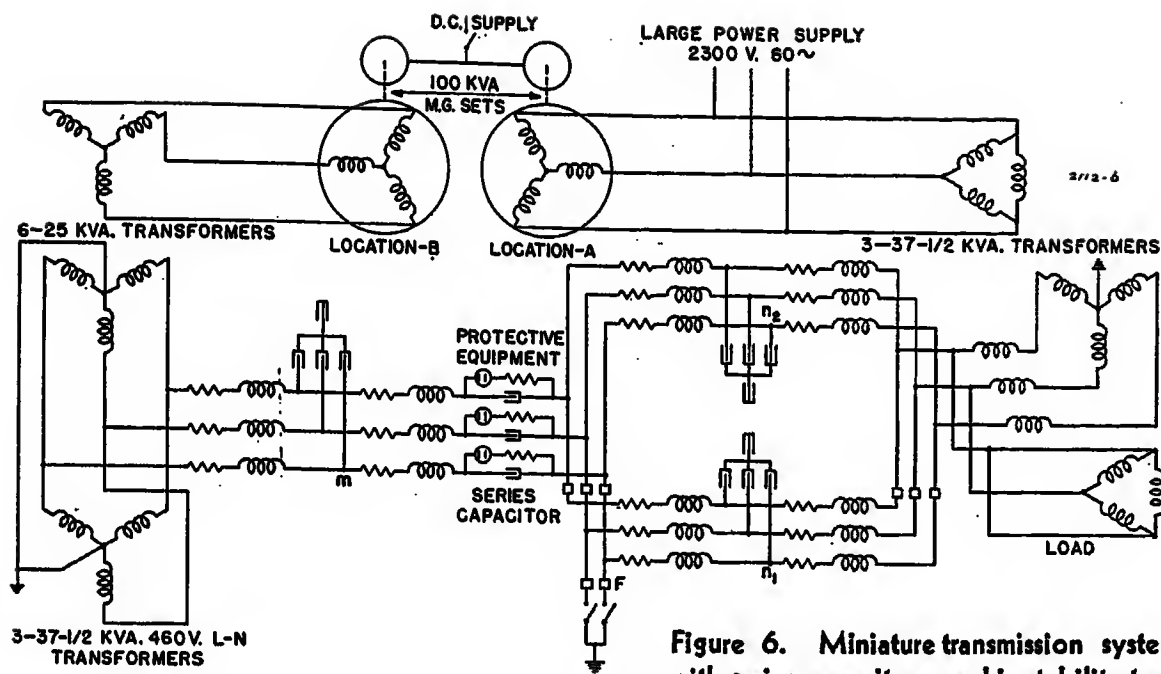 D.C. SUPPLY
LARGE POWER SUPPLY
2300 V. 60~
100 KVA
M.G. SETS
2112-6
6-25 KVA. TRANSFORMERS
LOCATION-B
LOCATION-A
3-37-1/2 KVA. TRANSFORMERS
n2
PROTECTIVE
EQUIPMENT
m
SERIES
CAPACITOR
n1
LOAD
F
3-37-1/2 KVA. 460V. L-N
TRANSFORMERS
Figure 6. Miniature transmission syste